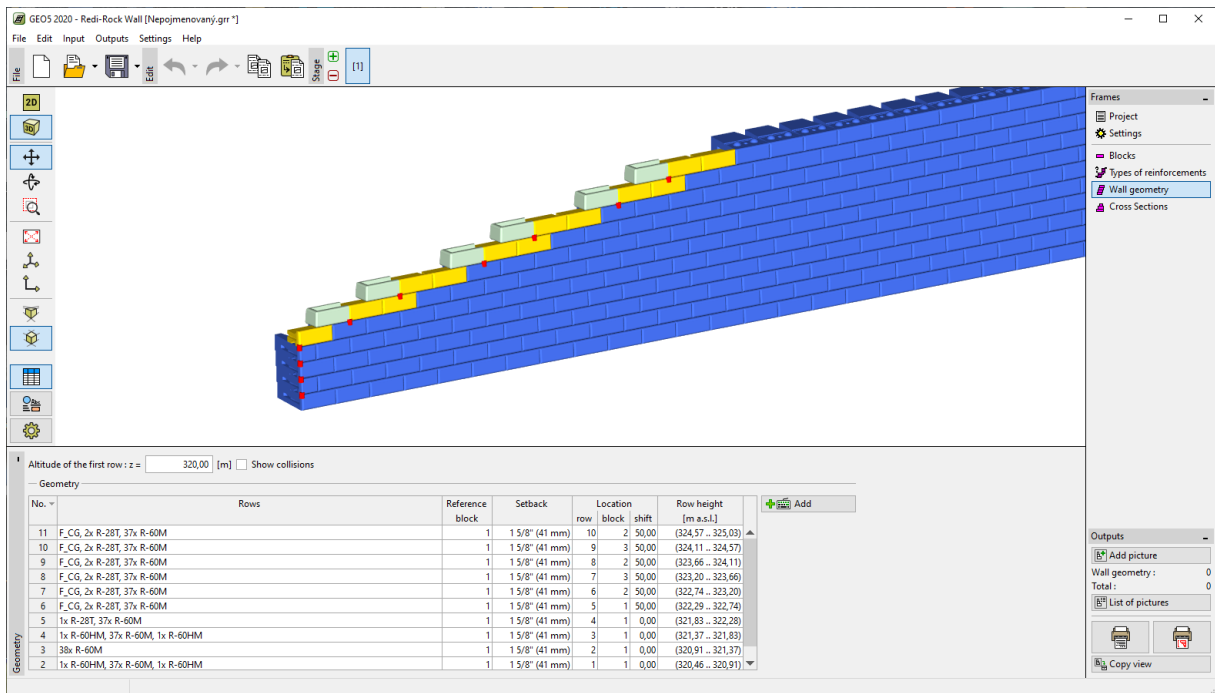 GEO5 2020 - Redi-Rock Wall [Nepojmenovaný.grr *]
File Edit Input Outputs Settings Help
File
Edit
Stage
[1]
2D
3D
Frames
Project
Settings
Blocks
Types of reinforcements
Wall geometry
Cross Sections
Altitude of the first row : z = 320,00 [m] Show collisions
Geometry
No. Rows Reference block Setback Location Row height
row block shift [m a.s.l.]
Add
11 F_CG, 2x R-28T, 37x R-60M 1 1 5/8" (41 mm) 10 2 50,00 (324,57 .. 325,03)
10 F_CG, 2x R-28T, 37x R-60M 1 1 5/8" (41 mm) 9 3 50,00 (324,11 .. 324,57)
9 F_CG, 2x R-28T, 37x R-60M 1 1 5/8" (41 mm) 8 2 50,00 (323,66 .. 324,11)
8 F_CG, 2x R-28T, 37x R-60M 1 1 5/8" (41 mm) 7 3 50,00 (323,20 .. 323,66)
7 F_CG, 2x R-28T, 37x R-60M 1 1 5/8" (41 mm) 6 2 50,00 (322,74 .. 323,20)
6 F_CG, 2x R-28T, 37x R-60M 1 1 5/8" (41 mm) 5 1 50,00 (322,29 .. 322,74)
5 1x R-28T, 37x R-60M 1 1 5/8" (41 mm) 4 1 0,00 (321,83 .. 322,28)
4 1x R-60HM, 37x R-60M, 1x R-60HM 1 1 5/8" (41 mm) 3 1 0,00 (321,37 .. 321,83)
3 38x R-60M 1 1 5/8" (41 mm) 2 1 0,00 (320,91 .. 321,37)
2 1x R-60HM, 37x R-60M, 1x R-60HM 1 1 5/8" (41 mm) 1 1 0,00 (320,46 .. 320,91)
Geometry
Outputs
Add picture
Wall geometry : 0
Total : 0
List of pictures
Copy view